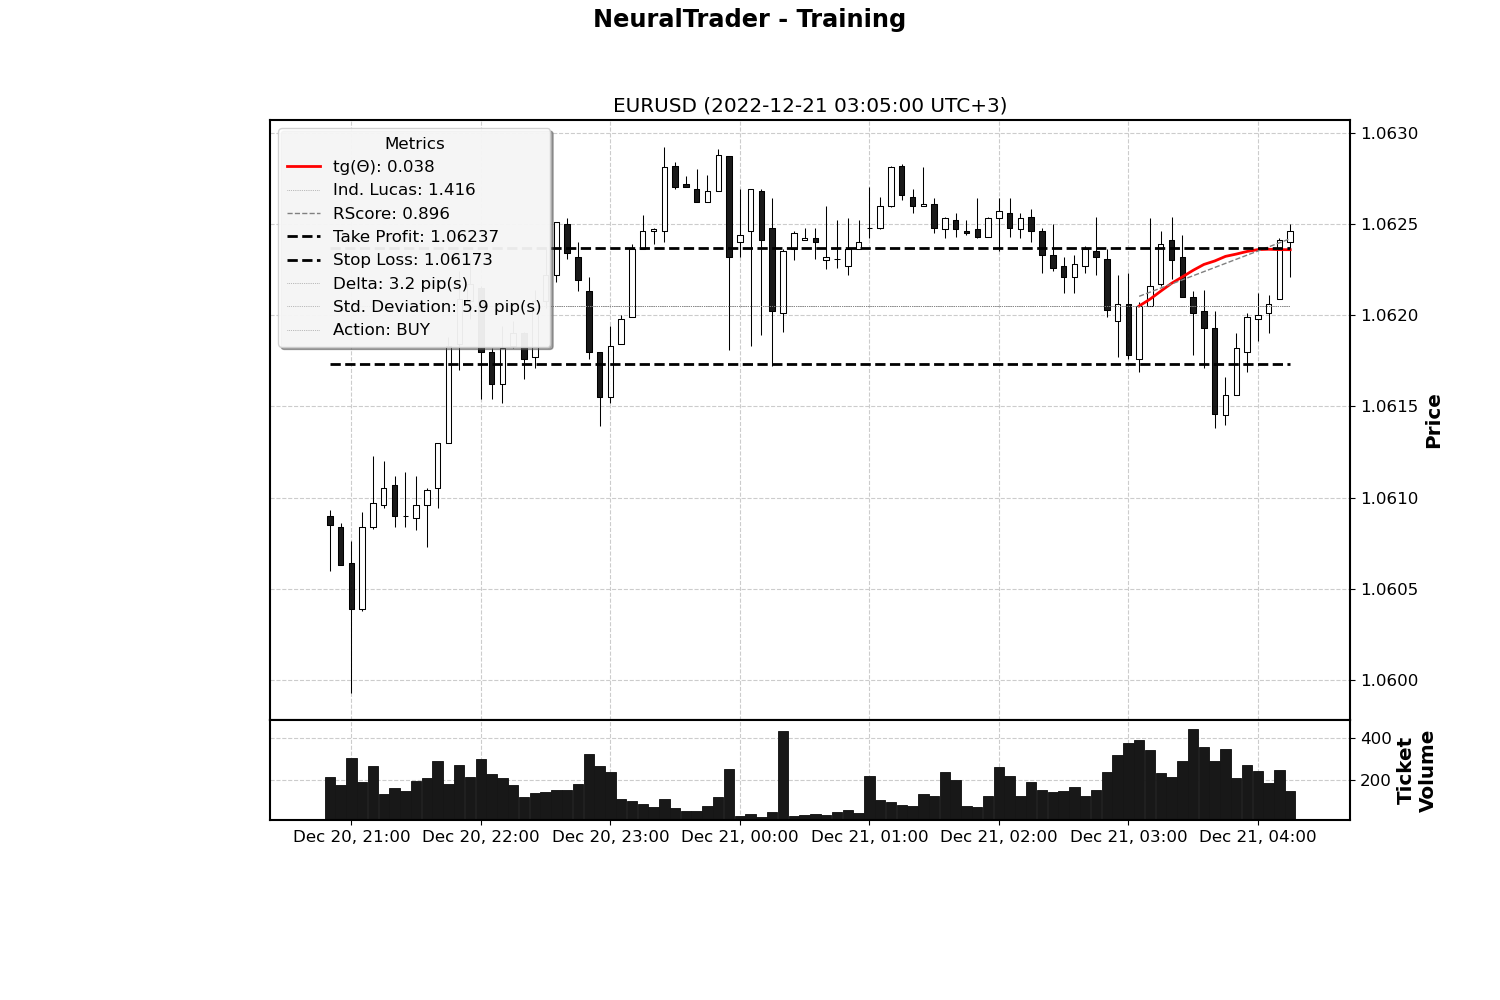 NeuralTrader - Training
EURUSD (2022-12-21 03:05:00 UTC+3)
Metrics
tg(Θ): 0.038
Ind. Lucas: 1.416
RScore: 0.896
Take Profit: 1.06237
Stop Loss: 1.06173
Delta: 3.2 pip(s)
Std. Deviation: 5.9 pip(s)
Action: BUY
1.0630
1.0625
1.0620
1.0615
1.0610
1.0605
1.0600
Price
400
200
Ticket
Volume
Dec 20, 21:00 Dec 20, 22:00 Dec 20, 23:00 Dec 21, 00:00 Dec 21, 01:00 Dec 21, 02:00 Dec 21, 03:00 Dec 21, 04:00